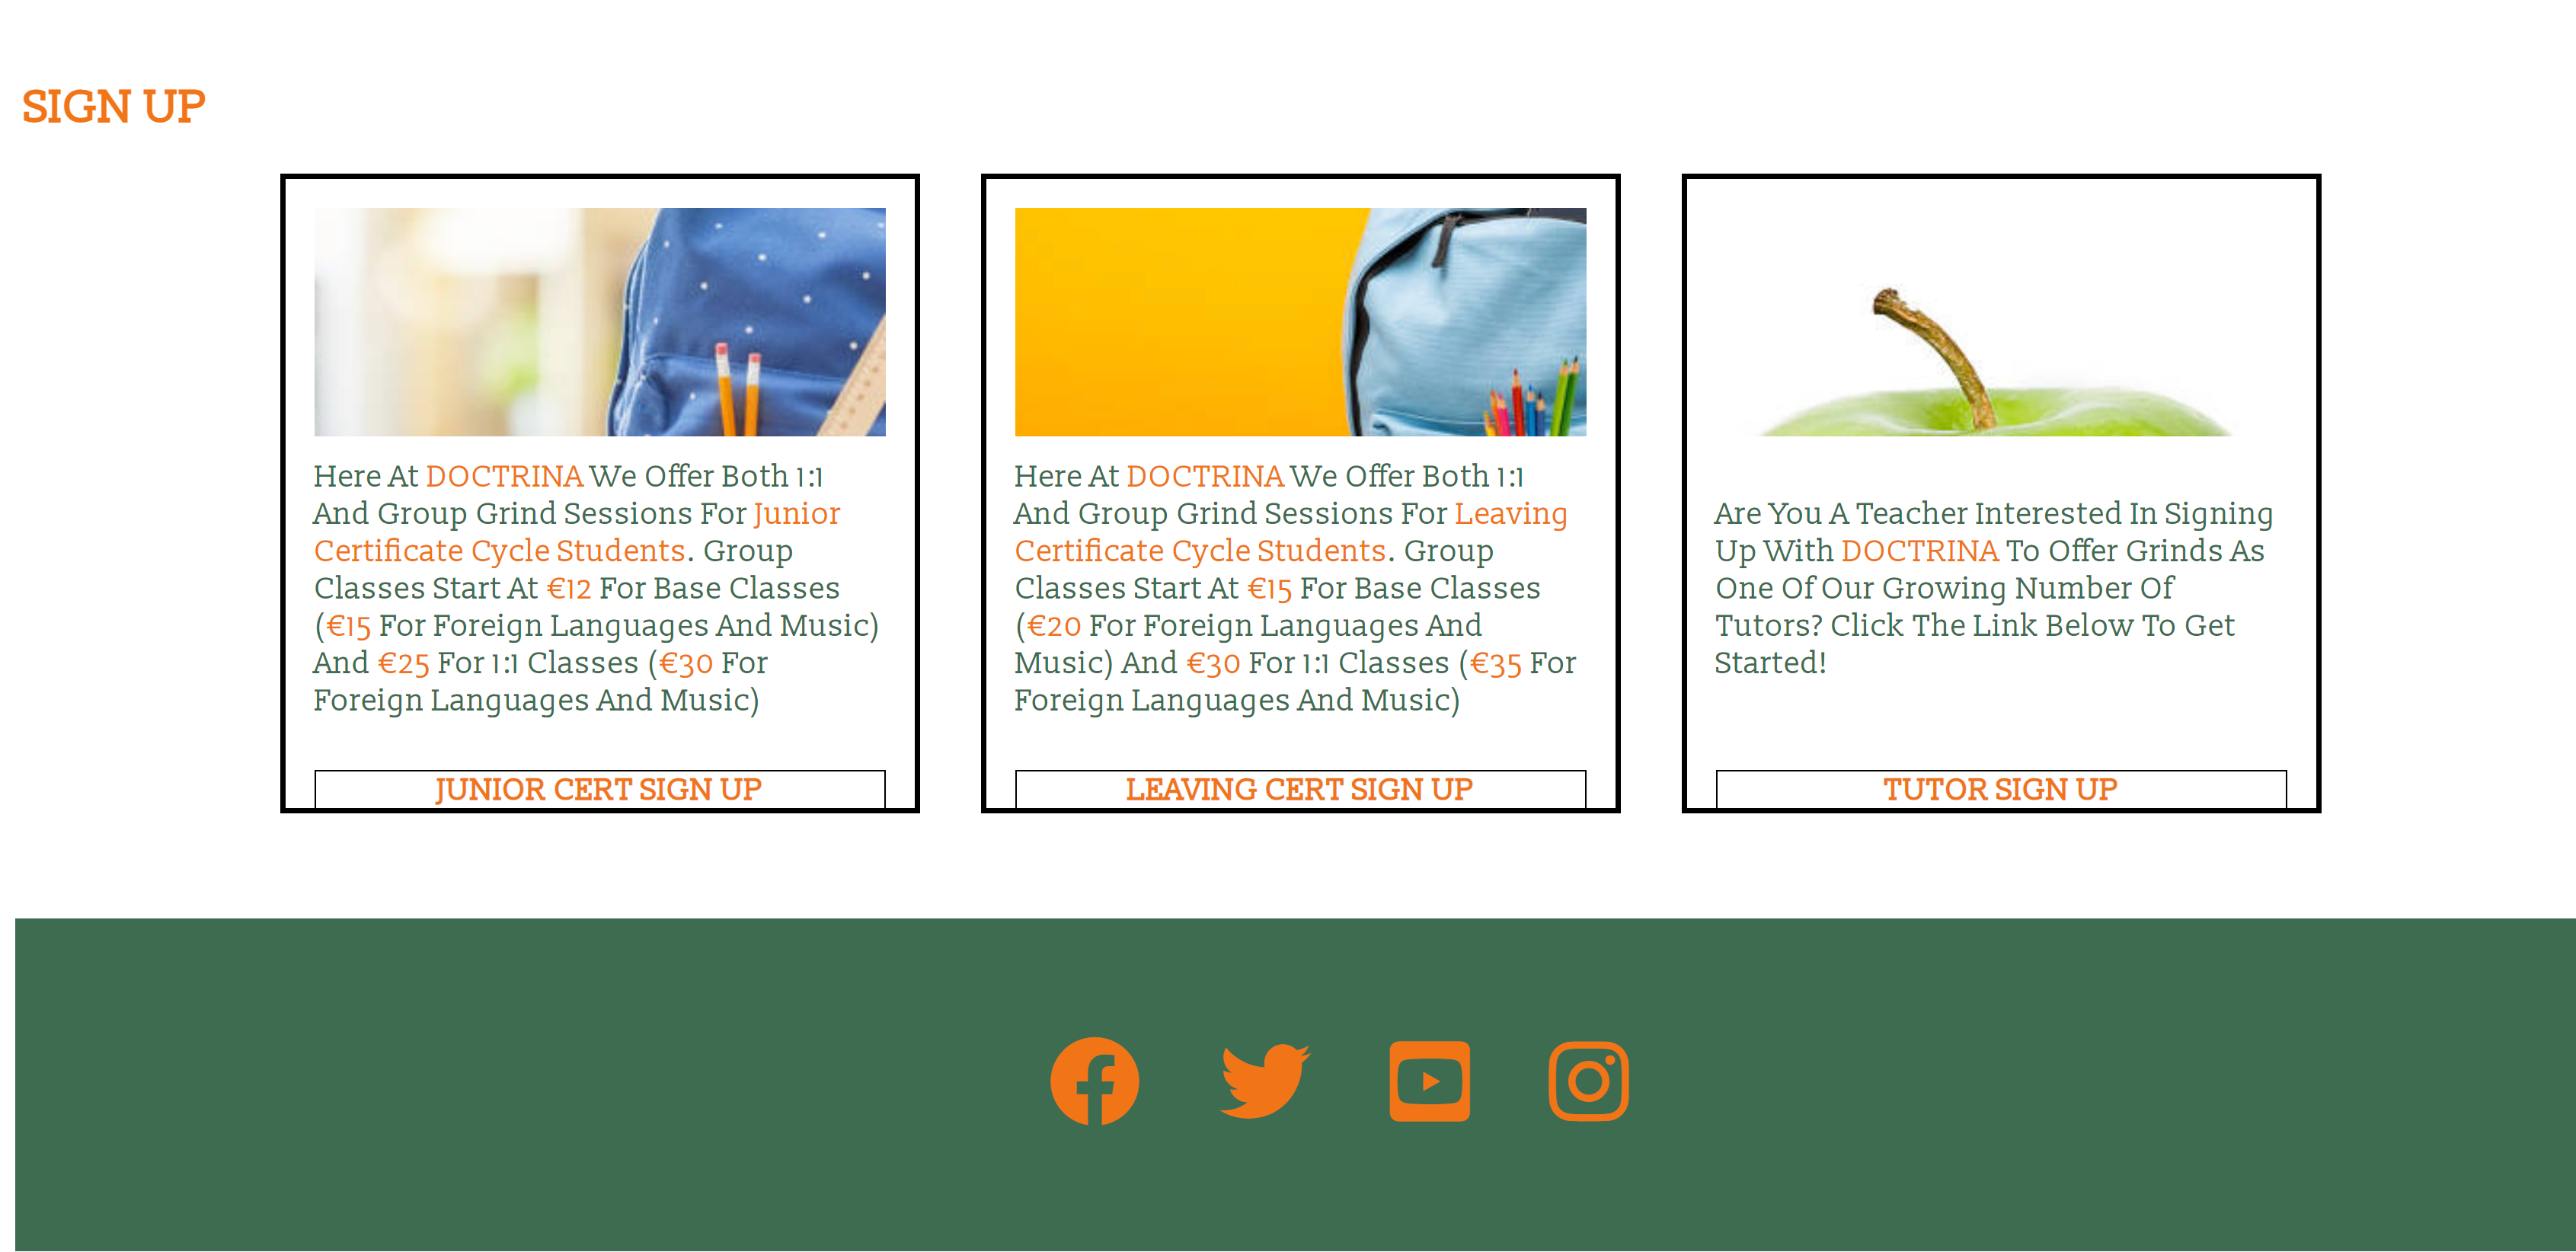 SIGN UP
Here At DOCTRINA We Offer Both 1:1
And Group Grind Sessions For Junior
Certificate Cycle Students. Group
Classes Start At €12 For Base Classes
(€15 For Foreign Languages And Music)
And €25 For 1:1 Classes (€30 For
Foreign Languages And Music)
JUNIOR CERT SIGN UP
Here At DOCTRINA We Offer Both 1:1
And Group Grind Sessions For Leaving
Certificate Cycle Students. Group
Classes Start At €15 For Base Classes
(€20 For Foreign Languages And
Music) And €30 For 1:1 Classes (€35 For
Foreign Languages And Music)
LEAVING CERT SIGN UP
Are You A Teacher Interested In Signing
Up With DOCTRINA To Offer Grinds As
One Of Our Growing Number Of
Tutors? Click The Link Below To Get
Started!
TUTOR SIGN UP